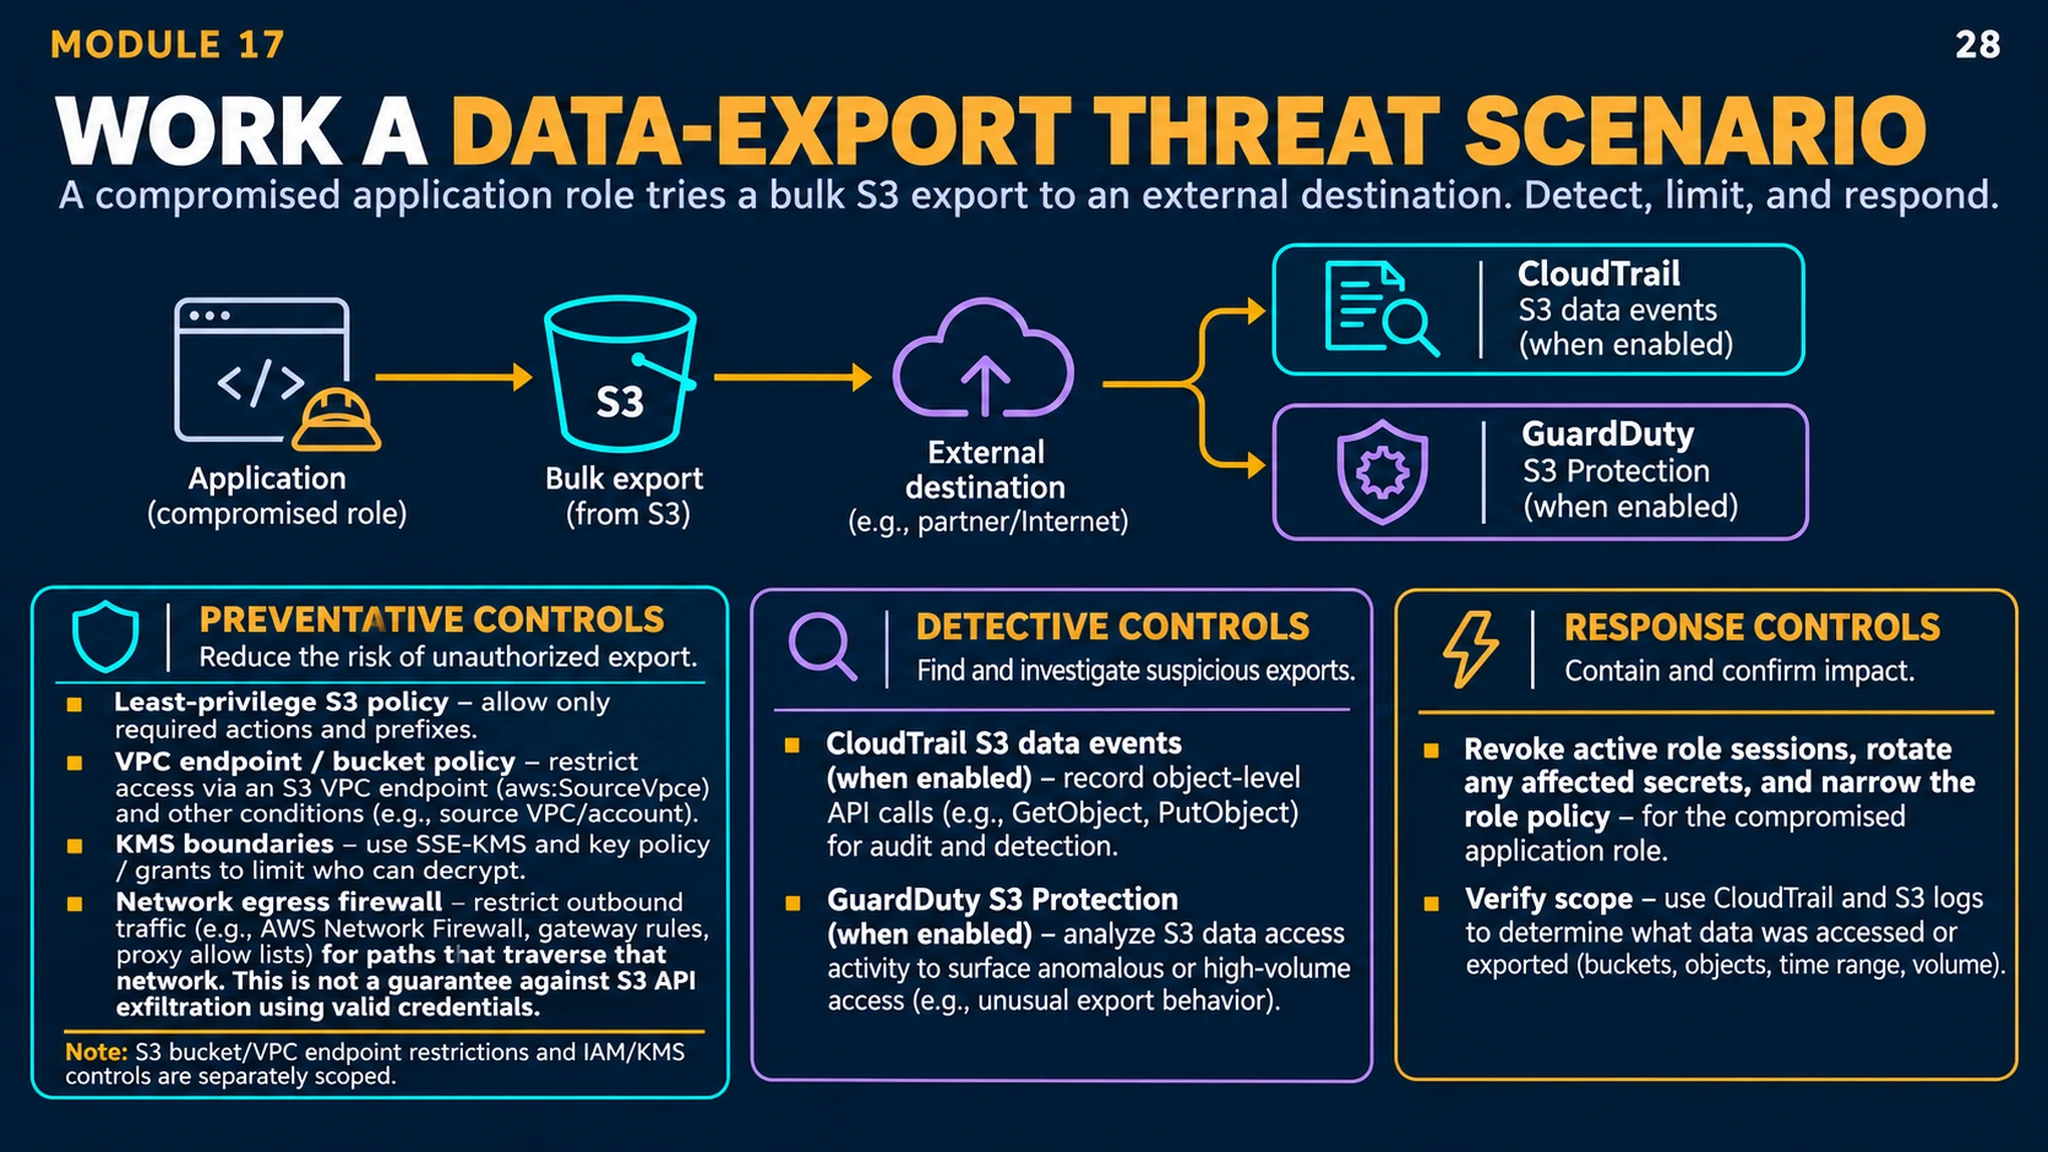 MODULE 17
28
WORK A DATA-EXPORT THREAT SCENARIO
A compromised application role tries a bulk S3 export to an external destination. Detect, limit, and respond.
</>
Application
(compromised role)
S3
Bulk export
(from S3)
External
destination
(e.g., partner/Internet)
CloudTrail
S3 data events
(when enabled)
GuardDuty
S3 Protection
(when enabled)
PREVENTATIVE CONTROLS
Reduce the risk of unauthorized export.
Least-privilege S3 policy – allow only
required actions and prefixes.
VPC endpoint / bucket policy – restrict
access via an S3 VPC endpoint (aws:SourceVpce)
and other conditions (e.g., source VPC/account).
KMS boundaries – use SSE-KMS and key policy
/ grants to limit who can decrypt.
Network egress firewall – restrict outbound
traffic (e.g., AWS Network Firewall, gateway rules,
proxy allow lists) for paths that traverse that
network. This is not a guarantee against S3 API
exfiltration using valid credentials.
Note: S3 bucket/VPC endpoint restrictions and IAM/KMS
controls are separately scoped.
DETECTIVE CONTROLS
Find and investigate suspicious exports.
CloudTrail S3 data events
(when enabled) – record object-level
API calls (e.g., GetObject, PutObject)
for audit and detection.
GuardDuty S3 Protection
(when enabled) – analyze S3 data access
activity to surface anomalous or high-volume
access (e.g., unusual export behavior).
RESPONSE CONTROLS
Contain and confirm impact.
Revoke active role sessions, rotate
any affected secrets, and narrow the
role policy – for the compromised
application role.
Verify scope – use CloudTrail and S3 logs
to determine what data was accessed or
exported (buckets, objects, time range, volume).